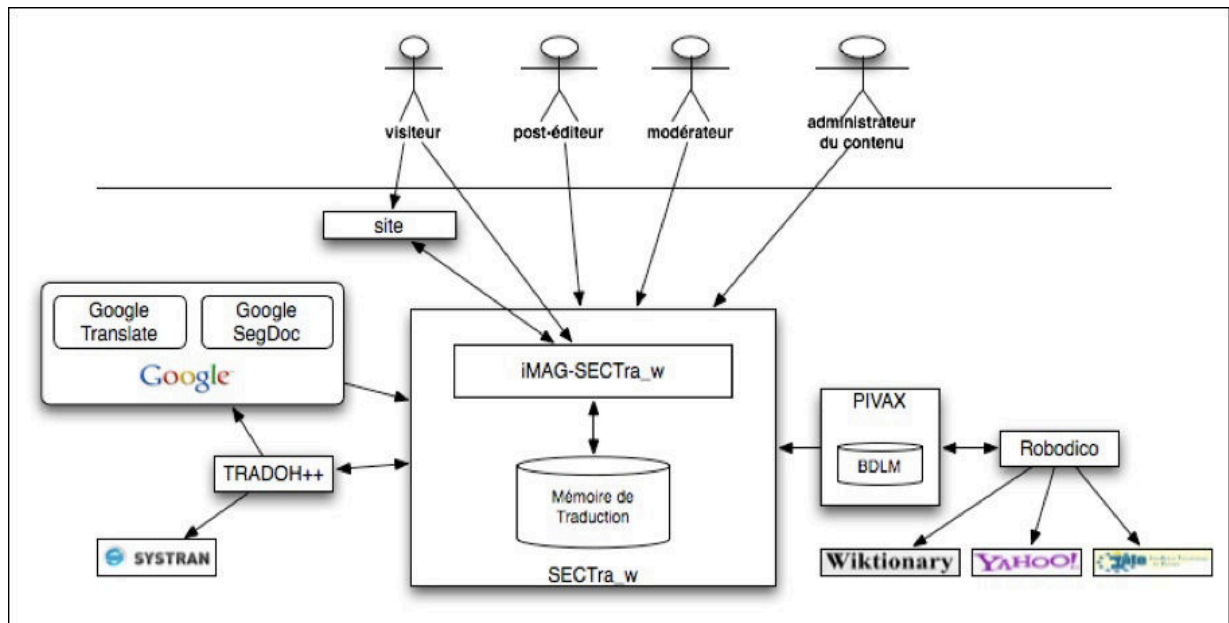 visiteur
post-éditeur
modérateur
administrateur
du contenu
site
Google
Translate
Google
SegDoc
Google
iMAG-SECTra_w
PIVAX
BDLM
Robodico
TRADOH++
Mémoire de
Traduction
SYSTRAN
SECTra_w
Wiktionary
YAHOO!